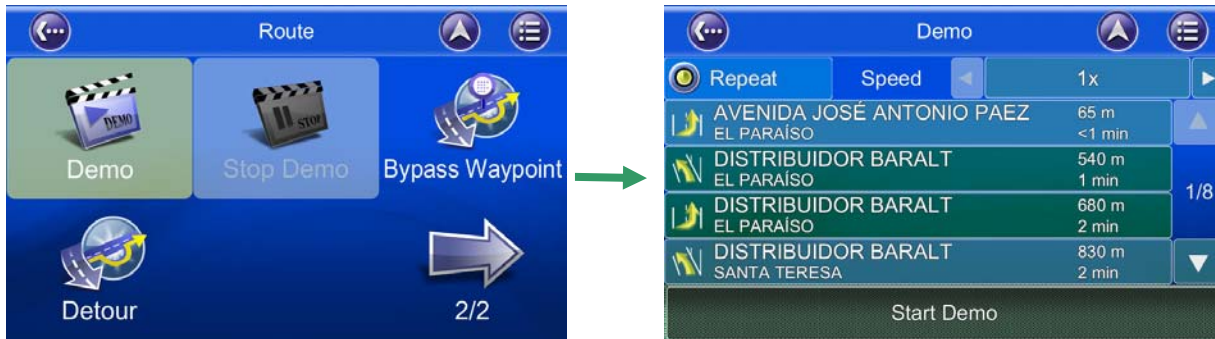 Route
DEMO
STOP
Demo
Stop Demo
Bypass Waypoint
Detour
2/2
Demo
Repeat
Speed
1x
AVENIDA JOSÉ ANTONIO PAEZ
65 m
EL PARAÍSO
<1 min
DISTRIBUIDOR BARALT
540 m
EL PARAÍSO
1 min
1/8
DISTRIBUIDOR BARALT
680 m
EL PARAÍSO
2 min
DISTRIBUIDOR BARALT
830 m
SANTA TERESA
2 min
Start Demo